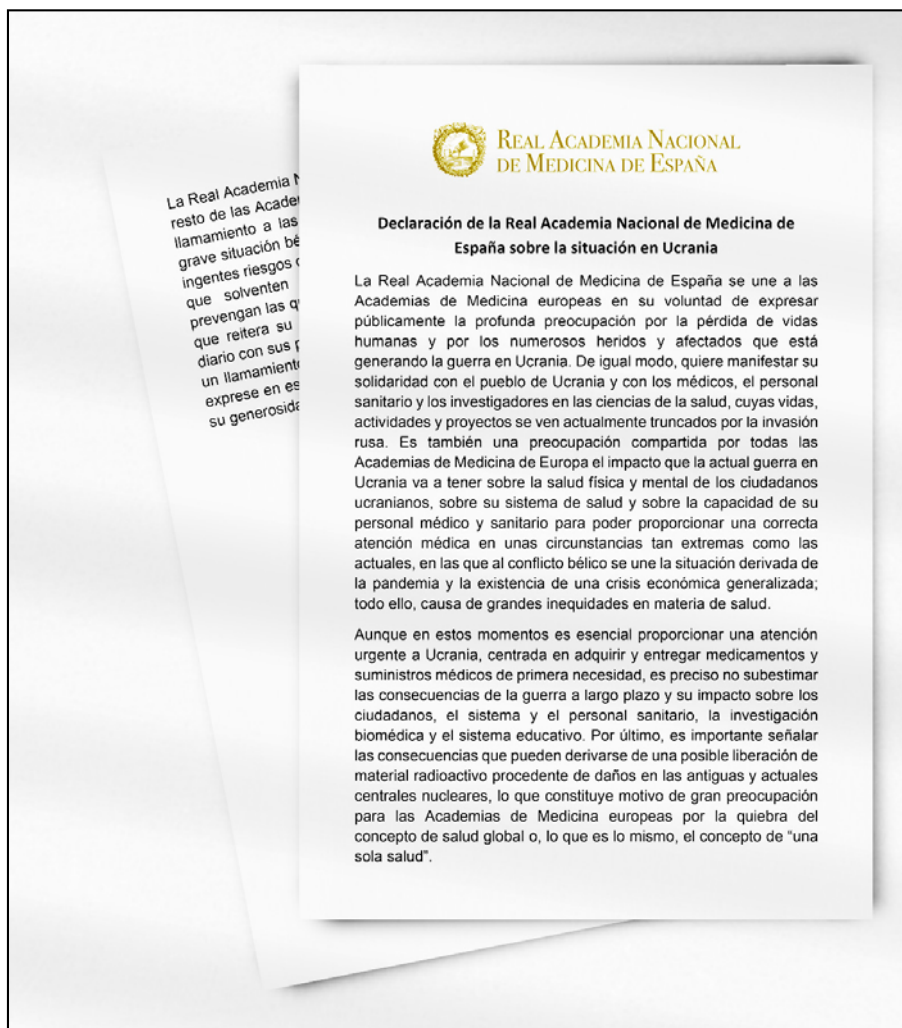 REAL ACADEMIA NACIONAL
DE MEDICINA DE ESPAÑA
Declaración de la Real Academia Nacional de Medicina de
España sobre la situación en Ucrania
La Real Academia Nacional de Medicina de España se une a las
Academias de Medicina europeas en su voluntad de expresar
públicamente la profunda preocupación por la pérdida de vidas
humanas y por los numerosos heridos y afectados que está
generando la guerra en Ucrania. De igual modo, quiere manifestar su
solidaridad con el pueblo de Ucrania y con los médicos, el personal
sanitario y los investigadores en las ciencias de la salud, cuyas vidas,
actividades y proyectos se ven actualmente truncados por la invasión
rusa. Es también una preocupación compartida por todas las
Academias de Medicina de Europa el impacto que la actual guerra en
Ucrania va a tener sobre la salud física y mental de los ciudadanos
ucranianos, sobre su sistema de salud y sobre la capacidad de su
personal médico y sanitario para poder proporcionar una correcta
atención médica en unas circunstancias tan extremas como las
actuales, en las que al conflicto bélico se une la situación derivada de
la pandemia y la existencia de una crisis económica generalizada;
todo ello, causa de grandes inequidades en materia de salud.
Aunque en estos momentos es esencial proporcionar una atención
urgente a Ucrania, centrada en adquirir y entregar medicamentos y
suministros médicos de primera necesidad, es preciso no subestimar
las consecuencias de la guerra a largo plazo y su impacto sobre los
ciudadanos, el sistema y el personal sanitario, la investigación
biomédica y el sistema educativo. Por último, es importante señalar
las consecuencias que pueden derivarse de una posible liberación de
material radioactivo procedente de daños en las antiguas y actuales
centrales nucleares, lo que constituye motivo de gran preocupación
para las Academias de Medicina europeas por la quiebra del
concepto de salud global o, lo que es lo mismo, el concepto de “una
sola salud”.
La Real Academia
resto de las
llamamiento a las
grave situación
ingentes riesgos
que solventen
prevengan las
que reitera su
diario con sus
un
exprese en
su